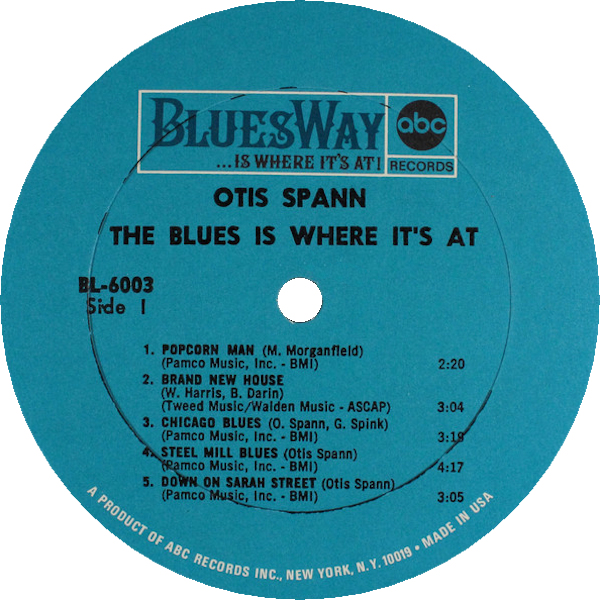 BLUESWAY
...IS WHERE IT'S AT!
abc
RECORDS
OTIS SPANN
THE BLUES IS WHERE IT'S AT
BL-6003
Side 1
1. POPCORN MAN (M. Morganfield)
(Pamco Music, Inc. - BMI) 2:20
2. BRAND NEW HOUSE
(W. Harris, B. Darin)
(Tweed Music/Walden Music - ASCAP) 3:04
3. CHICAGO BLUES (O. Spann, G. Spink)
(Pamco Music, Inc. - BMI) 3:18
4. STEEL MILL BLUES (Otis Spann)
(Pamco Music, Inc. - BMI) 4:17
5. DOWN ON SARAH STREET (Otis Spann)
(Pamco Music, Inc. - BMI) 3:05
A PRODUCT OF ABC RECORDS INC., NEW YORK, N.Y. 10019 • MADE IN USA